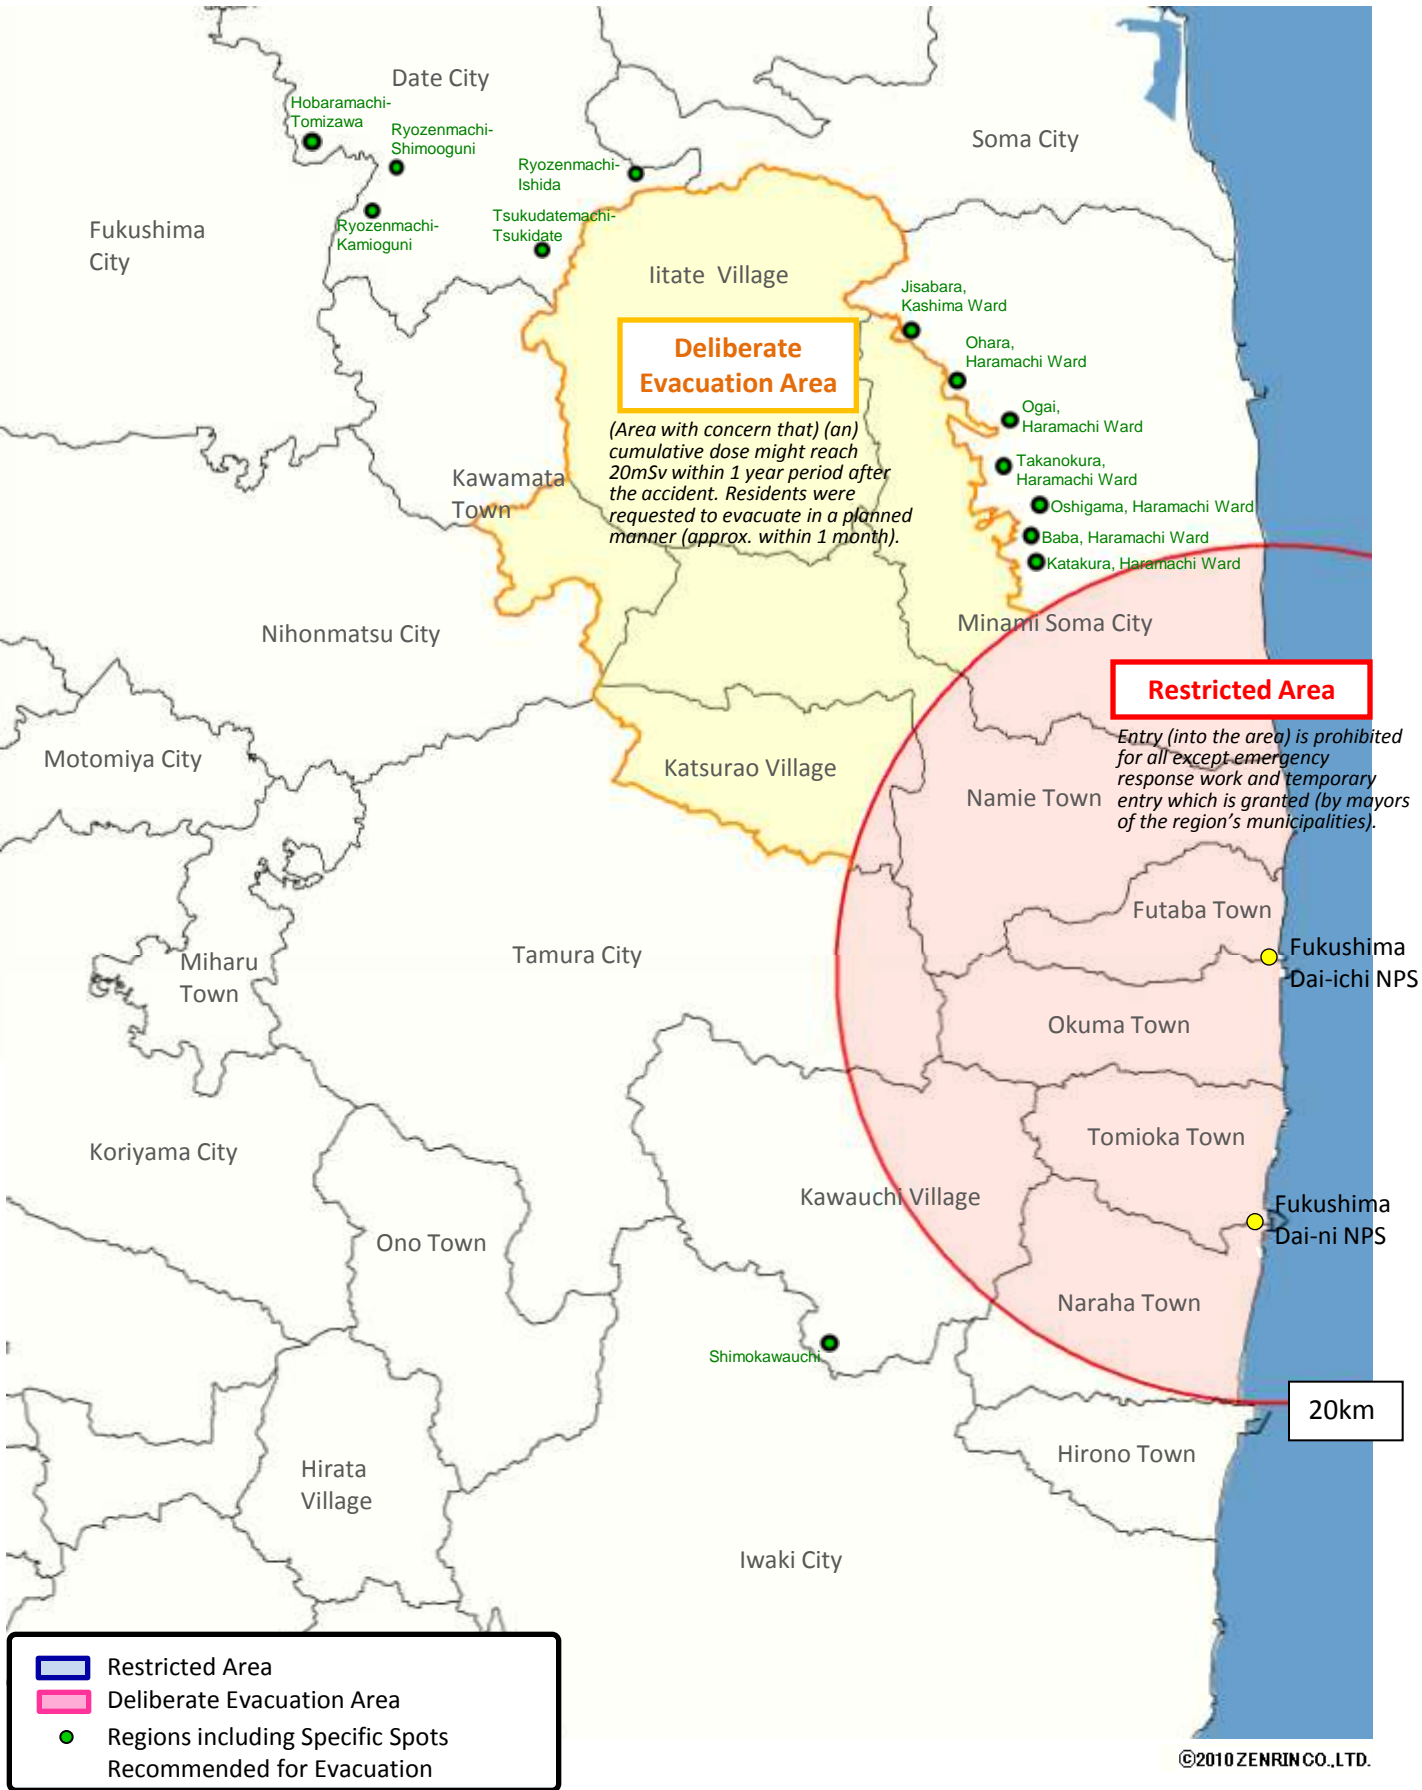 Date City
Hobaramachi-
Tomizawa
Ryozenmachi-
Shimooguni
Ryozenmachi-
Ishida
Soma City
Ryozenmachi-
Kamioguni
Tsukudatemachi-
Tsukidate
Fukushima
City
Iitate  Village
Jisabara,
Kashima Ward
Deliberate
Evacuation Area
Ohara,
Haramachi Ward
Ogai,
Haramachi Ward
(Area with concern that) (an)
cumulative dose might reach
20mSv within 1 year period after
the accident. Residents were
requested to evacuate in a planned
manner (approx. within 1 month).
Kawamata
Town
Takanokura,
Haramachi Ward
Oshigama, Haramachi Ward
Baba, Haramachi Ward
Katakura, Haramachi Ward
Nihonmatsu City
Minami Soma City
Restricted Area
Entry (into the area) is prohibited
for all except emergency
response work and temporary
entry which is granted (by mayors
of the region's municipalities).
Motomiya City
Katsurao Village
Namie Town
Futaba Town
Fukushima
Dai-ichi NPS
Miharu
Town
Tamura City
Okuma Town
Tomioka Town
Koriyama City
Kawauchi Village
Fukushima
Dai-ni NPS
Ono Town
Naraha Town
Shimokawauchi
20km
Hirono Town
Hirata
Village
Iwaki City
Restricted Area
Deliberate Evacuation Area
Regions including Specific Spots
Recommended for Evacuation
©2010 ZENRIN CO.,LTD.